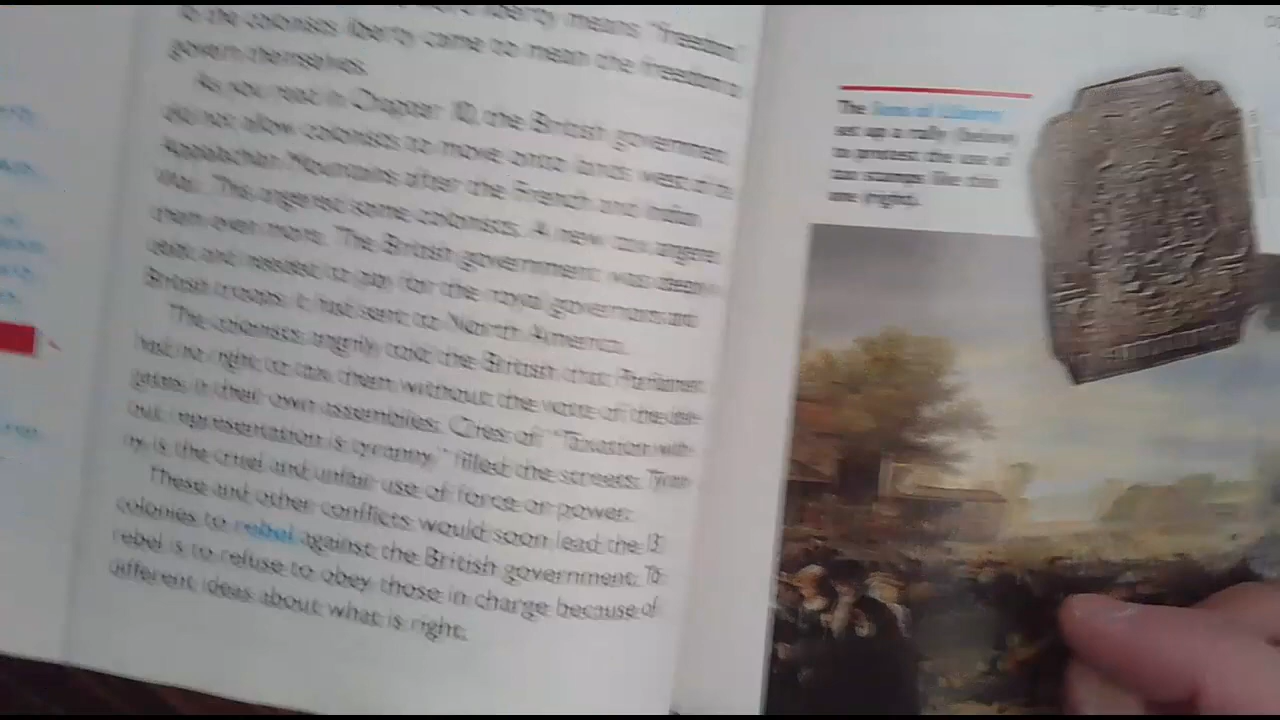 liberty means "freedom."
to the colonists liberty came to mean the freedom to
govern themselves.
As you read in Chapter 10, the British government
did not allow colonists to move onto lands west of the
Appalachian Mountains after the French and Indian
War. This angered some colonists. A new tax angered
them even more. The British government was deep in
debt and needed to pay for the royal governors and
British troops it had sent to North America.
The colonists angrily told the British that Parliament
had no right to tax them without the vote of the
in their own assemblies. Cries of "Taxation with-
out representation is tyranny" filled the streets. Tyran-
ny is the cruel and unfair use of force or power.
These and other conflicts would soon lead the 13
colonies to rebel against the British government. To
rebel is to refuse to obey those in charge because of
different ideas about what is right.
The Sons of Liberty
set up a rally (below)
to protest the use of
tax stamps like this
one (right).